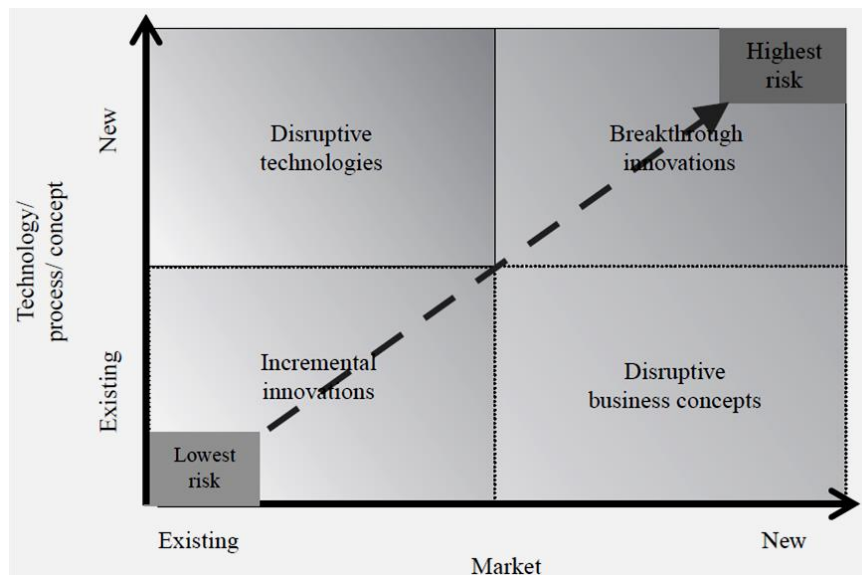 Highest
risk
New
Disruptive
technologies
Breakthrough
innovations
Technology/
process/ concept
Existing
Incremental
innovations
Disruptive
business concepts
Lowest
risk
Existing
New
Market